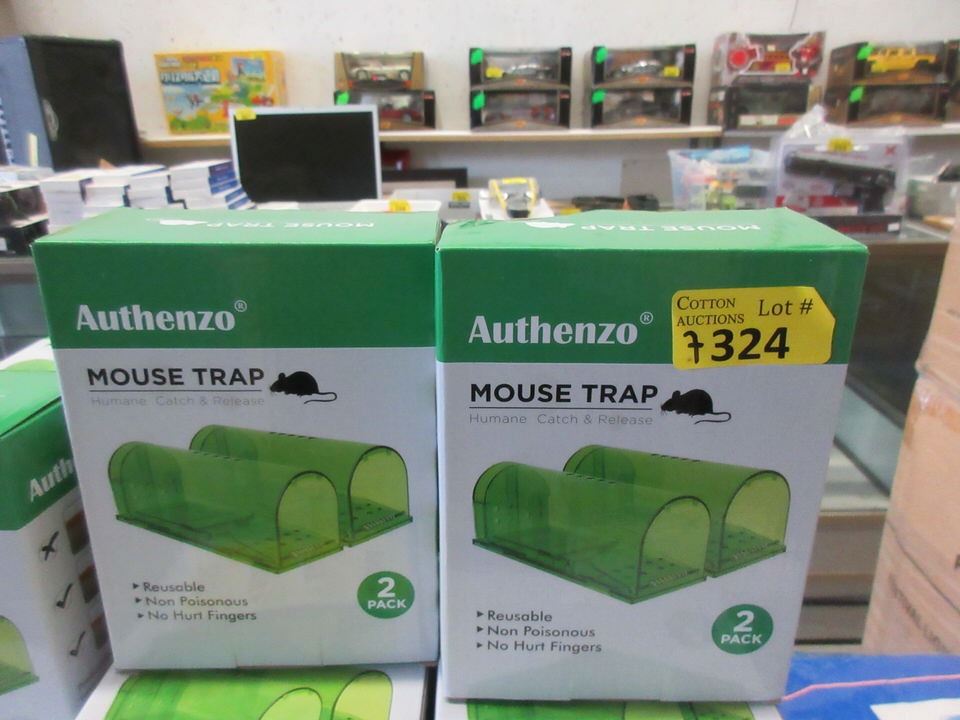 MOUSE TRAP
Authenzo®
MOUSE TRAP
Humane Catch & Release
▸ Reusable
▸ Non Poisonous
▸ No Hurt Fingers
2
PACK
MOUSE TRAP
Authenzo®
COTTON
AUCTIONS
Lot #
7324
MOUSE TRAP
Humane Catch & Release
▸ Reusable
▸ Non Poisonous
▸ No Hurt Fingers
2
PACK
Auth